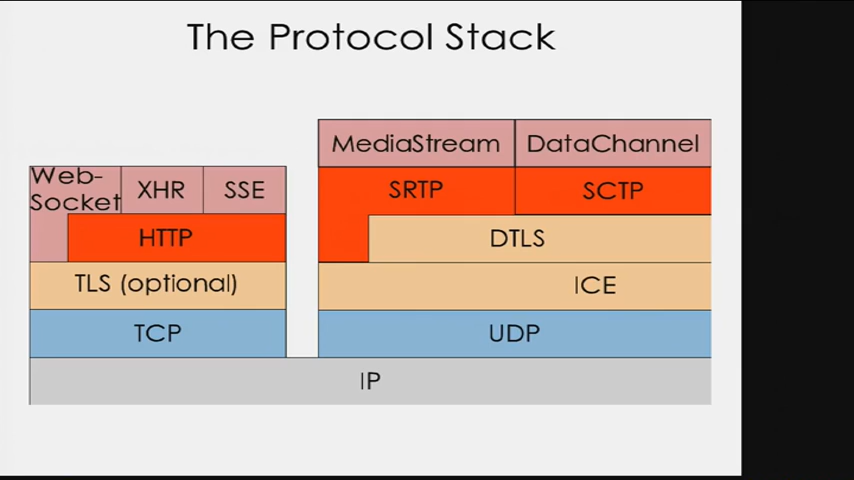 The Protocol Stack
MediaStream
DataChannel
Web-
Socket
XHR
SSE
SRTP
SCTP
HTTP
DTLS
TLS (optional)
ICE
TCP
UDP
IP